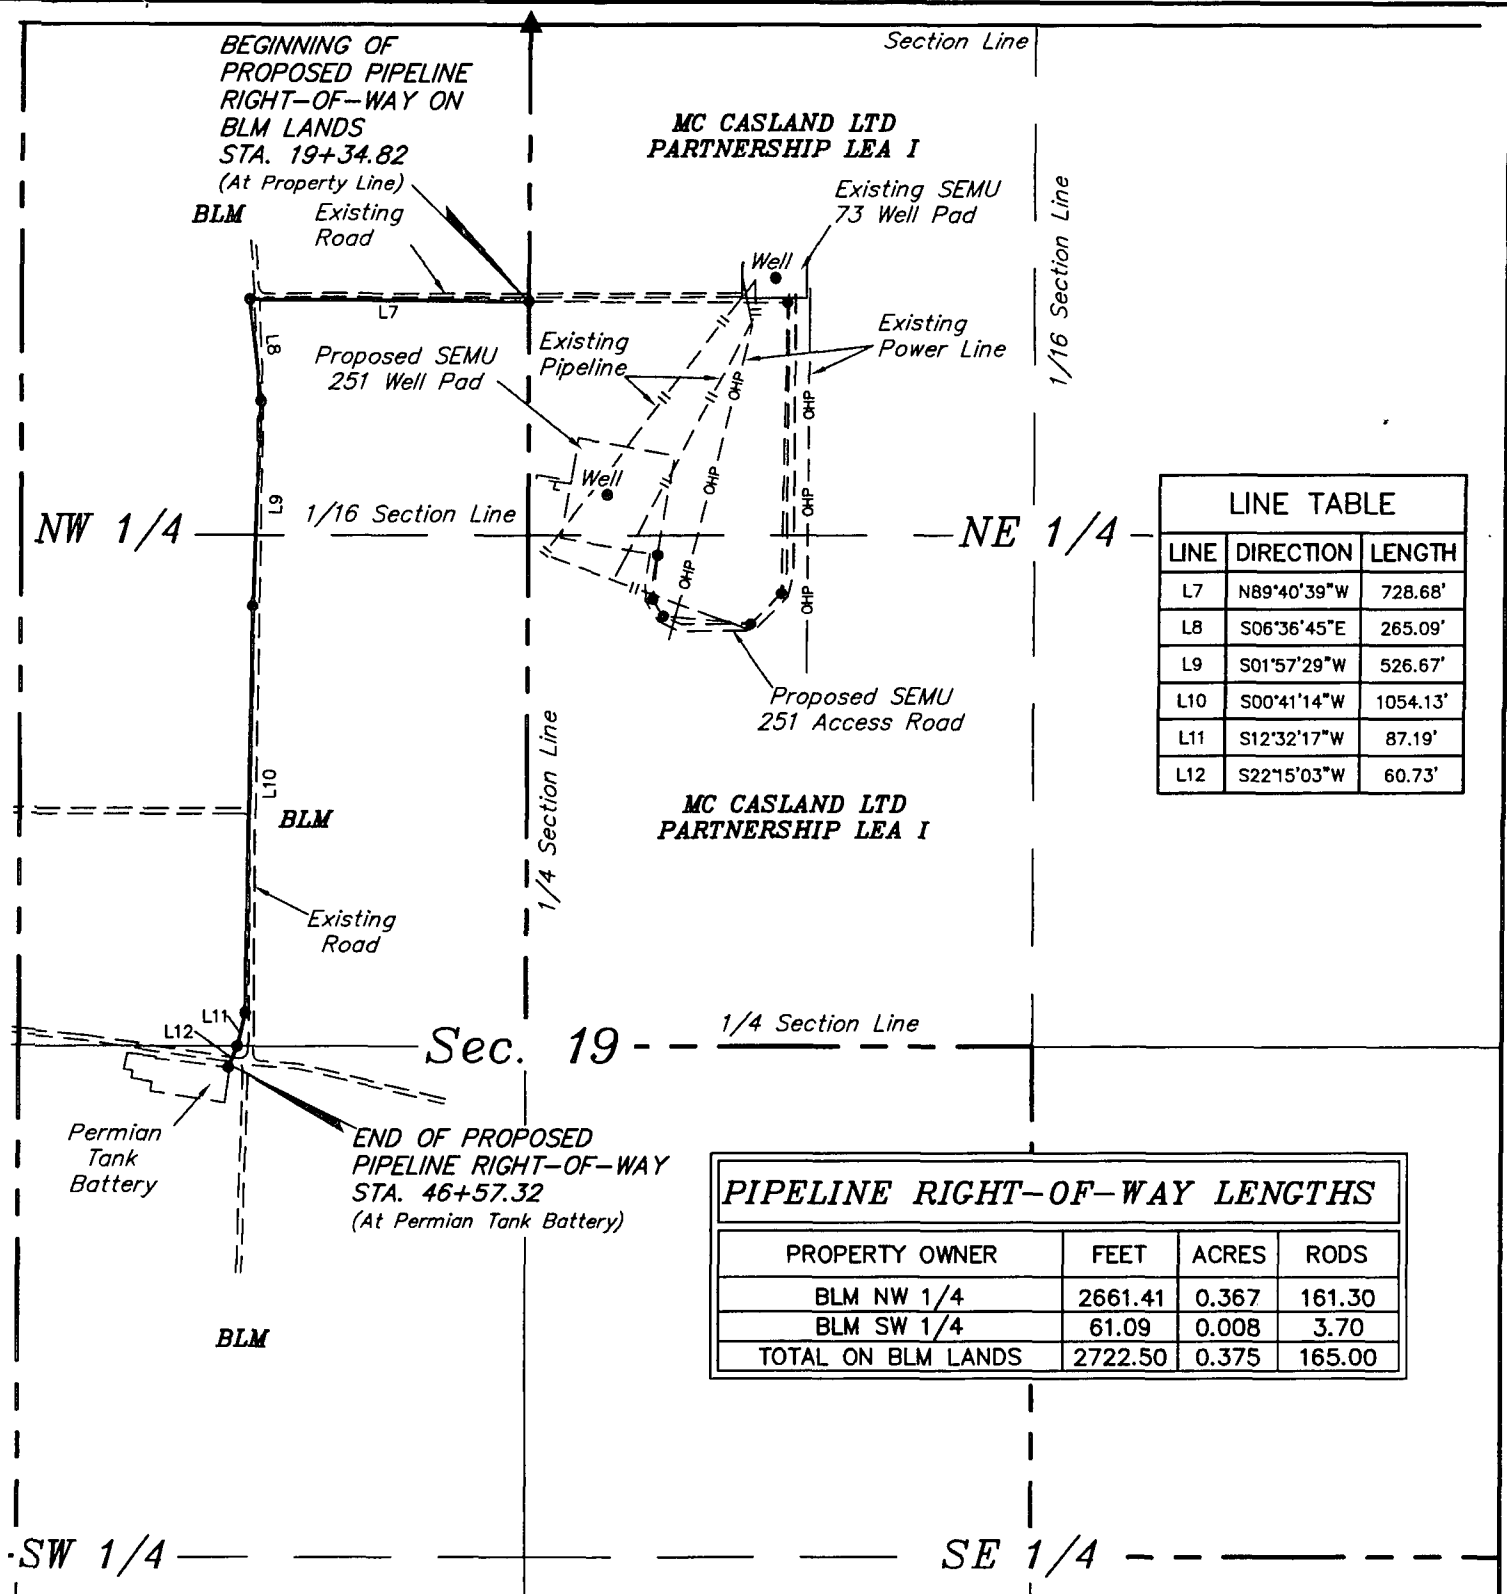 Section Line
BEGINNING OF
PROPOSED PIPELINE
RIGHT-OF-WAY ON
BLM LANDS
STA. 19+34.82
(At Property Line)
MC CASLAND LTD
PARTNERSHIP LEA I
Existing SEMU
73 Well Pad
1/16 Section Line
BLM
Existing
Road
Well
L7
L8
Existing
Pipeline
Existing
Power Line
Proposed SEMU
251 Well Pad
OHP
OHP
OHP
OHP
OHP
OHP
Well
L9
NW 1/4
1/16 Section Line
NE 1/4
LINE TABLE
LINE DIRECTION LENGTH
L7 N89°40'39"W 728.68'
L8 S06°36'45"E 265.09'
L9 S01°57'29"W 526.67'
L10 S00°41'14"W 1054.13'
L11 S12°32'17"W 87.19'
L12 S22°15'03"W 60.73'
Proposed SEMU
251 Access Road
1/4 Section Line
L10
BLM
MC CASLAND LTD
PARTNERSHIP LEA I
Existing
Road
L11
L12
Sec. 19
1/4 Section Line
Permian
Tank
Battery
END OF PROPOSED
PIPELINE RIGHT-OF-WAY
STA. 46+57.32
(At Permian Tank Battery)
PIPELINE RIGHT-OF-WAY LENGTHS
PROPERTY OWNER FEET ACRES RODS
BLM NW 1/4 2661.41 0.367 161.30
BLM SW 1/4 61.09 0.008 3.70
TOTAL ON BLM LANDS 2722.50 0.375 165.00
BLM
SW 1/4
SE 1/4